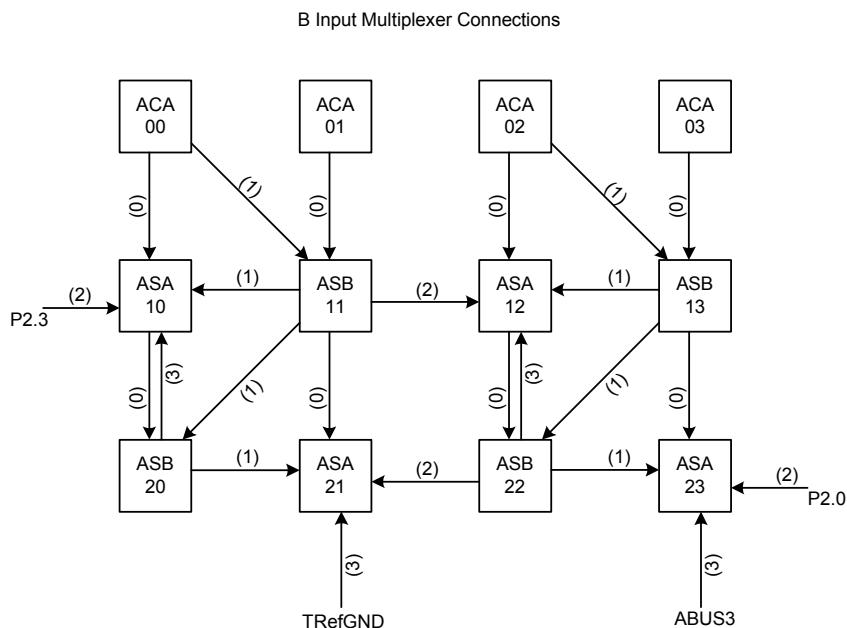 B Input Multiplexer Connections
ACA
00
ACA
01
ACA
02
ACA
03
(0)
(1)
(0)
(0)
(1)
(0)
P2.3
(2)
ASA
10
(1)
ASB
11
(2)
ASA
12
(1)
ASB
13
(0)
(3)
(1)
(0)
(0)
(3)
(1)
(0)
ASB
20
(1)
ASA
21
(2)
ASB
22
(1)
ASA
23
(2)
P2.0
(3)
(3)
TRefGND
ABUS3